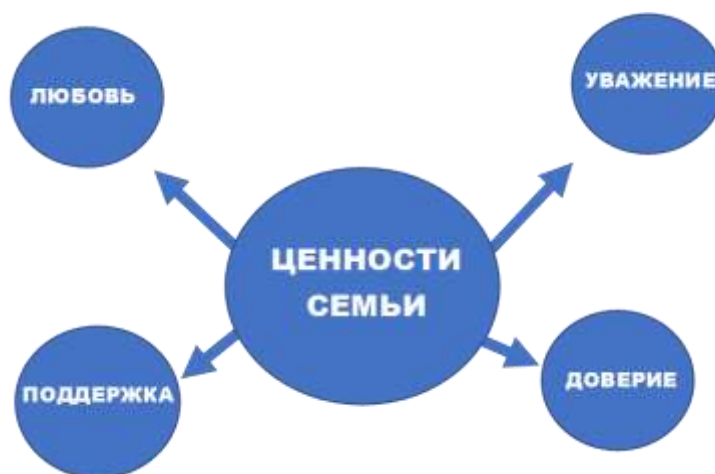 ЛЮБОВЬ
УВАЖЕНИЕ
ЦЕННОСТИ
СЕМЬИ
ПОДДЕРЖКА
ДОВЕРИЕ